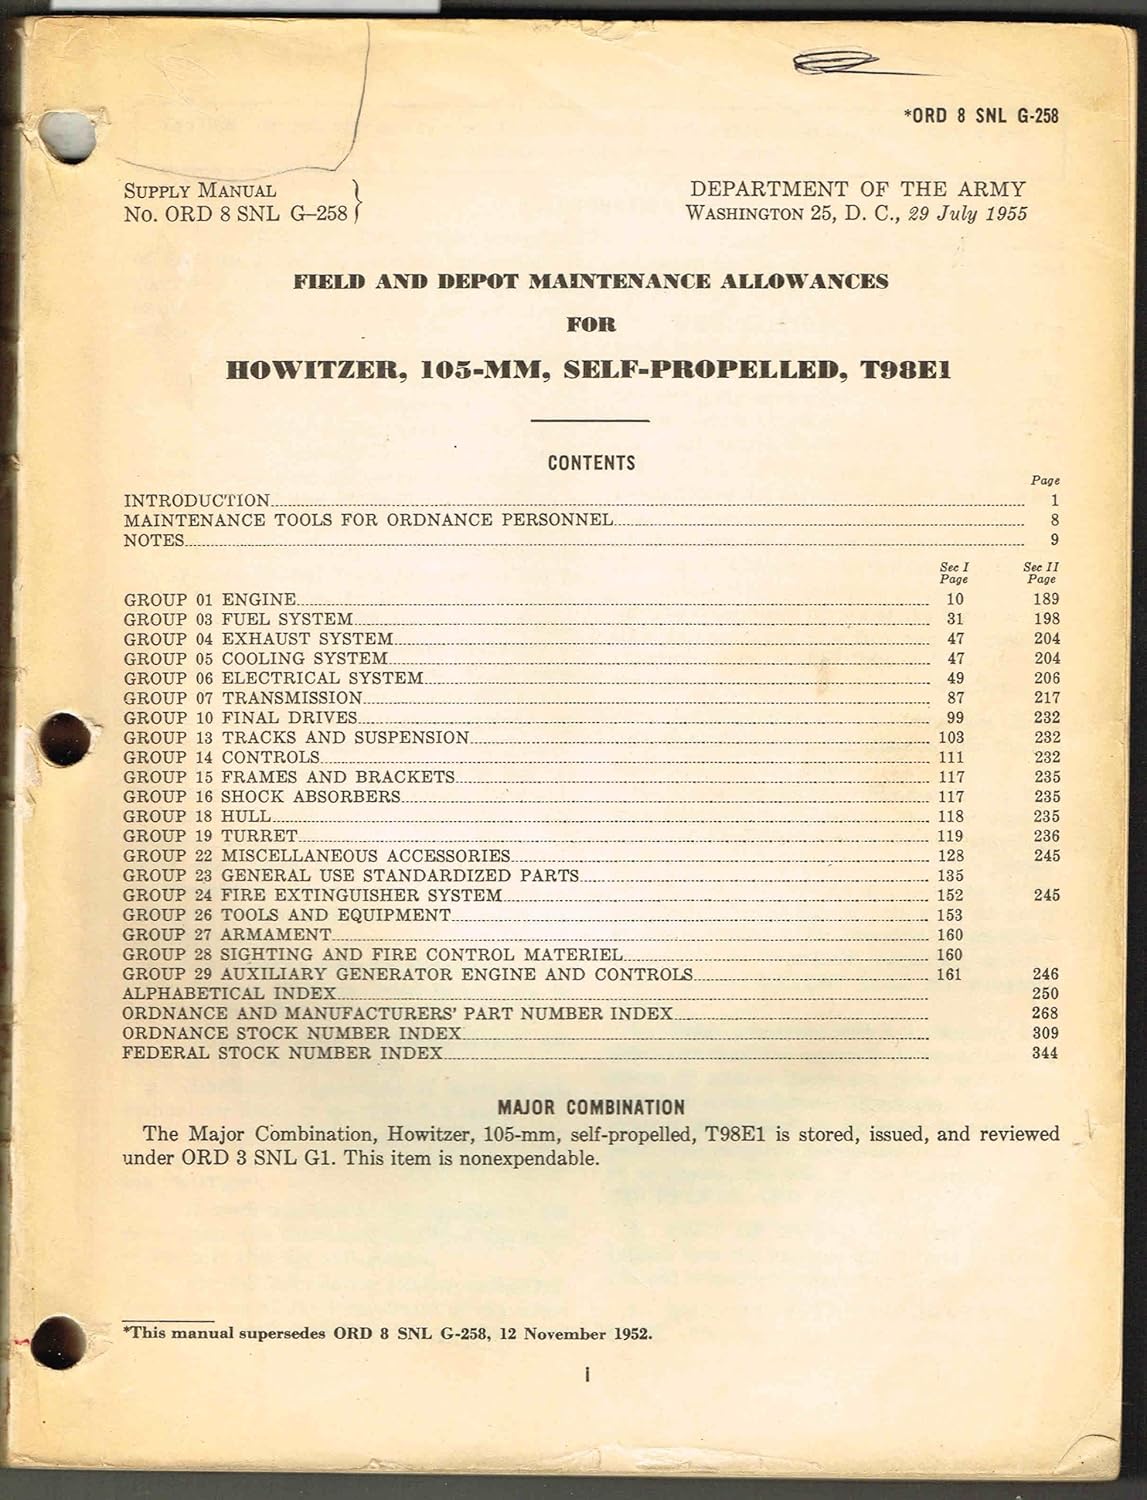 *ORD 8 SNL G-258
SUPPLY MANUAL
No. ORD 8 SNL G–258
DEPARTMENT OF THE ARMY
WASHINGTON 25, D. C., 29 July 1955
FIELD AND DEPOT MAINTENANCE ALLOWANCES
FOR
HOWITZER, 105-MM, SELF-PROPELLED, T98E1
CONTENTS
Page
INTRODUCTION 1
MAINTENANCE TOOLS FOR ORDNANCE PERSONNEL 8
NOTES 9
Sec I Page Sec II Page
GROUP 01 ENGINE 10 189
GROUP 03 FUEL SYSTEM 31 198
GROUP 04 EXHAUST SYSTEM 47 204
GROUP 05 COOLING SYSTEM 47 204
GROUP 06 ELECTRICAL SYSTEM 49 206
GROUP 07 TRANSMISSION 87 217
GROUP 10 FINAL DRIVES 99 232
GROUP 13 TRACKS AND SUSPENSION 103 232
GROUP 14 CONTROLS 111 232
GROUP 15 FRAMES AND BRACKETS 117 235
GROUP 16 SHOCK ABSORBERS 117 235
GROUP 18 HULL 118 235
GROUP 19 TURRET 119 236
GROUP 22 MISCELLANEOUS ACCESSORIES 128 245
GROUP 23 GENERAL USE STANDARDIZED PARTS 135
GROUP 24 FIRE EXTINGUISHER SYSTEM 152 245
GROUP 26 TOOLS AND EQUIPMENT 153
GROUP 27 ARMAMENT 160
GROUP 28 SIGHTING AND FIRE CONTROL MATERIEL 160
GROUP 29 AUXILIARY GENERATOR ENGINE AND CONTROLS 161 246
ALPHABETICAL INDEX 250
ORDNANCE AND MANUFACTURERS' PART NUMBER INDEX 268
ORDNANCE STOCK NUMBER INDEX 309
FEDERAL STOCK NUMBER INDEX 344
MAJOR COMBINATION
The Major Combination, Howitzer, 105-mm, self-propelled, T98E1 is stored, issued, and reviewed
under ORD 3 SNL G1. This item is nonexpendable.
*This manual supersedes ORD 8 SNL G-258, 12 November 1952.
i